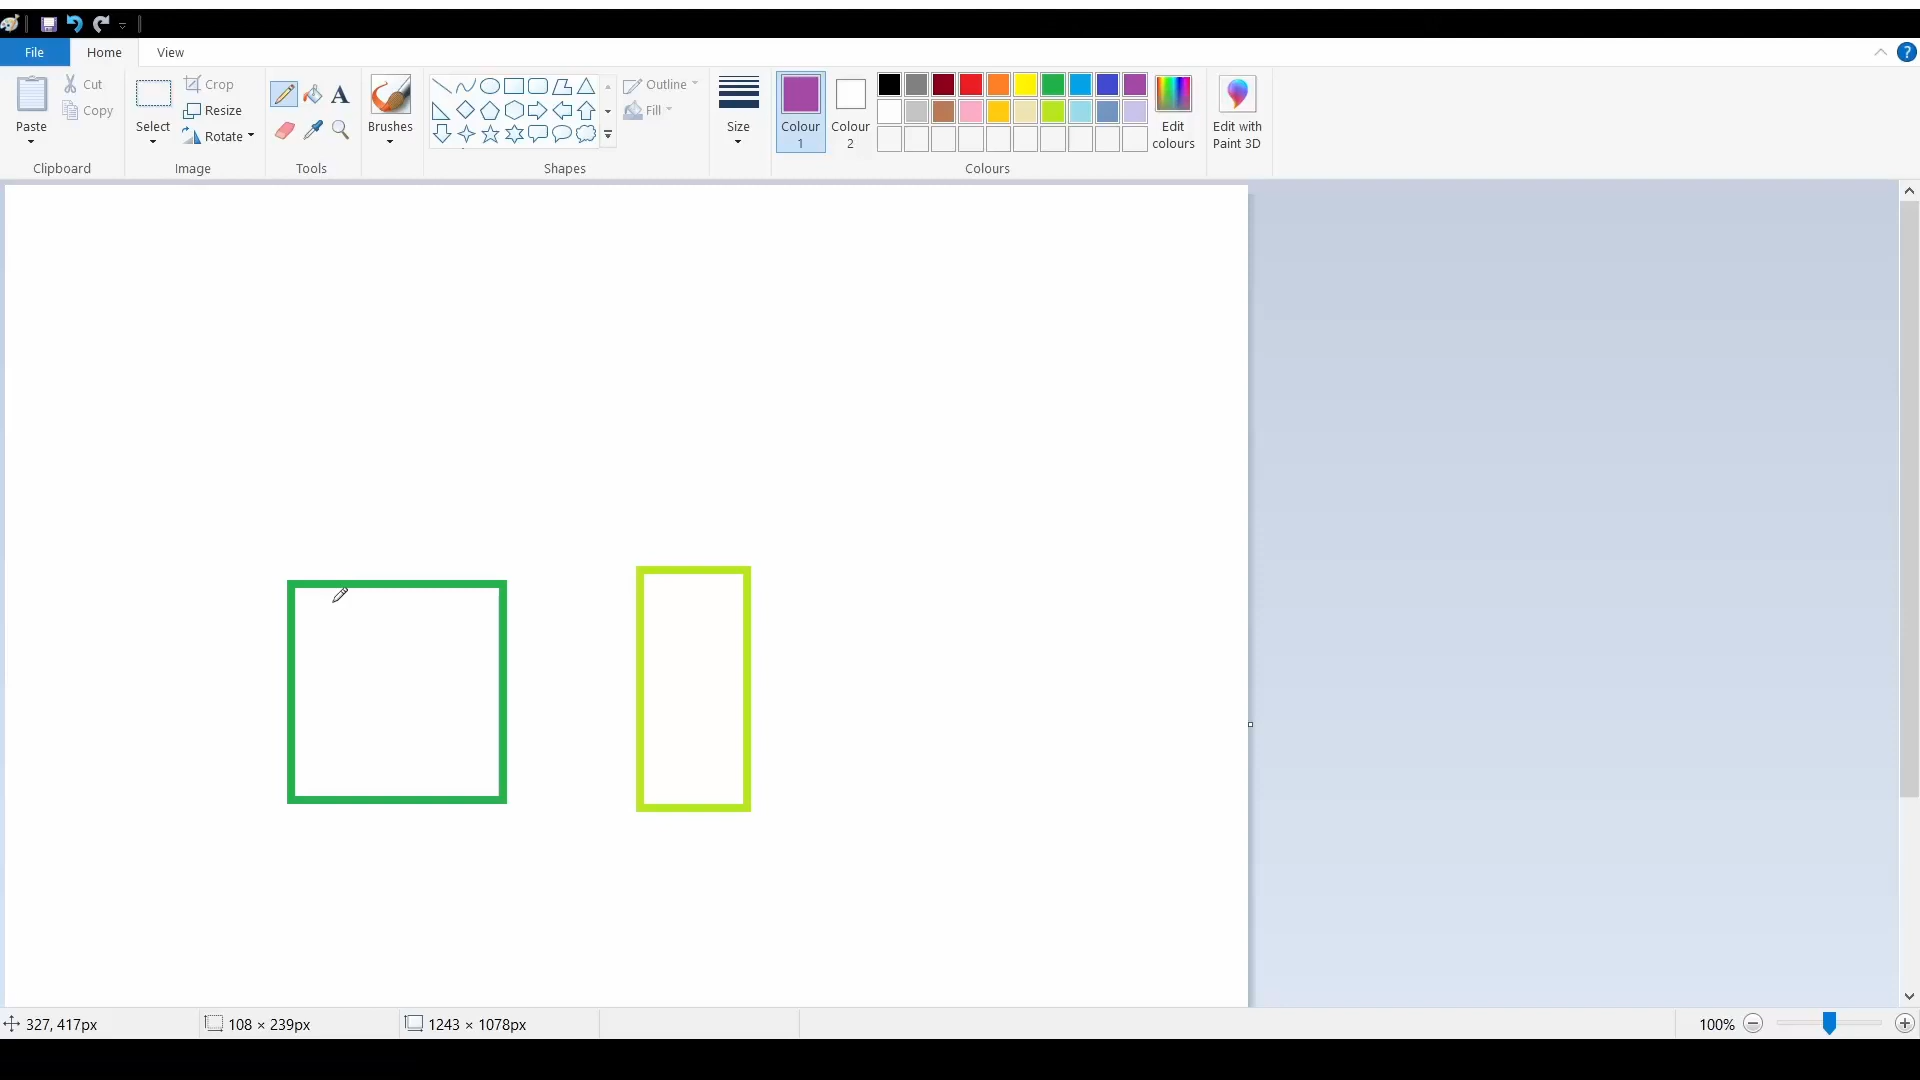 File Home View
?
Paste
Cut
Copy
Clipboard
Select
Crop
Resize
Rotate
Image
A
Tools
Brushes
Shapes
Outline
Fill
Size
Colour 1
Colour 2
Edit colours
Colours
Edit with Paint 3D
327, 417px 108 × 239px 1243 × 1078px 100%